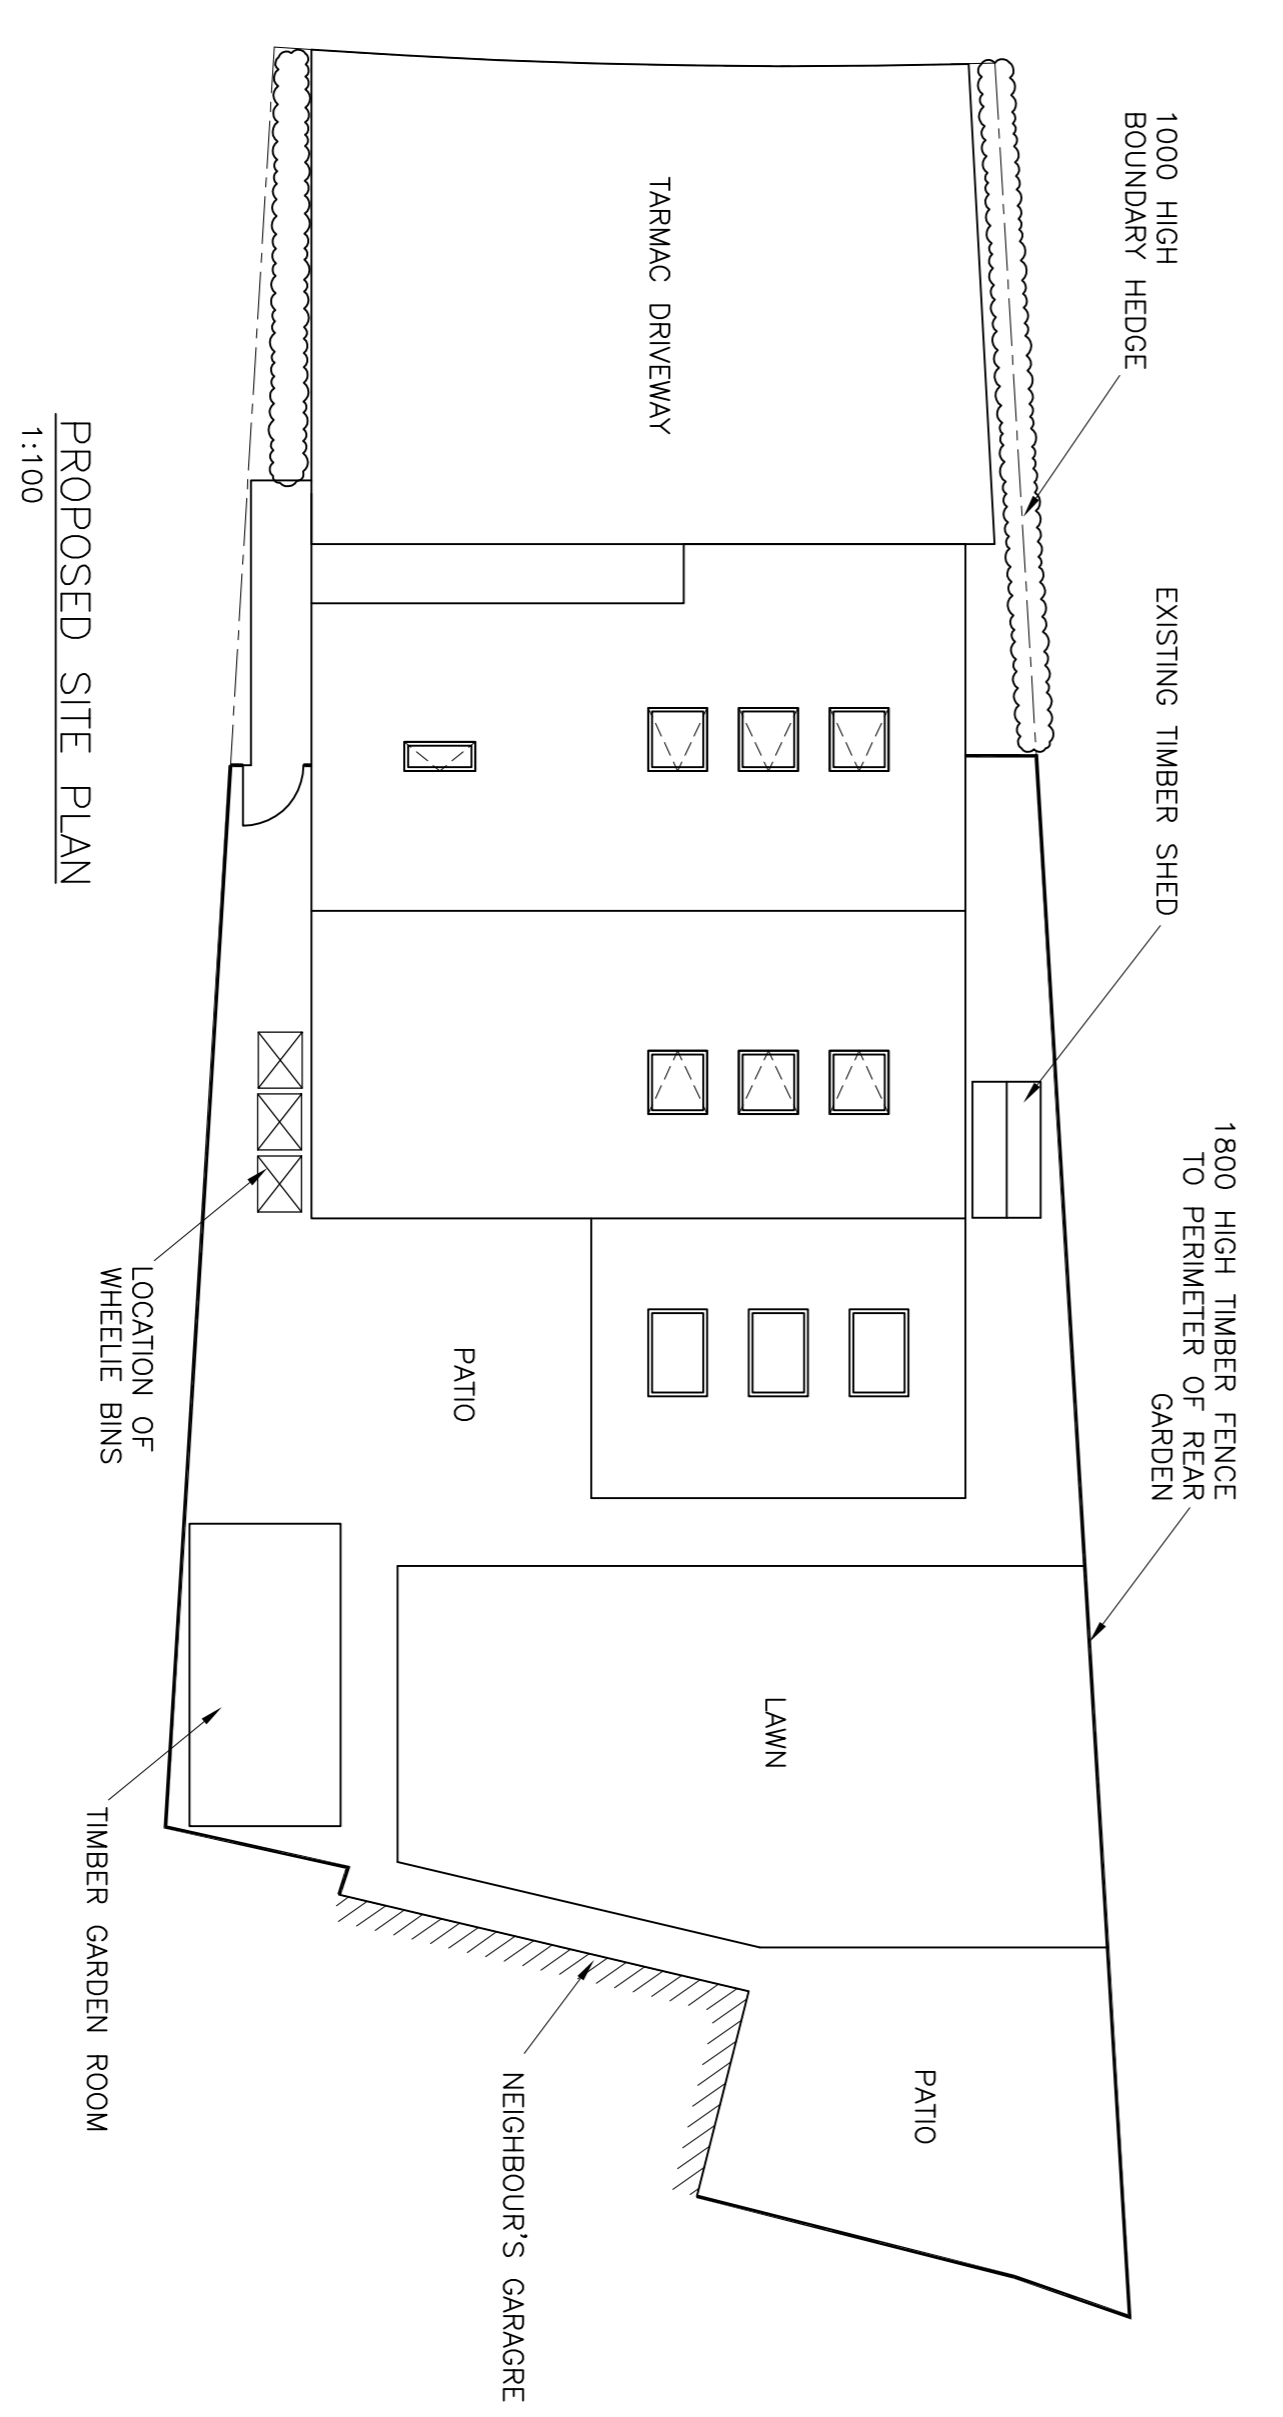 1000 HIGH
BOUNDARY HEDGE
EXISTING TIMBER SHED
1800 HIGH TIMBER FENCE
TO PERIMETER OF REAR
GARDEN
TARMAC DRIVEWAY
PATIO
LAWN
PATIO
LOCATION OF
WHEELIE BINS
TIMBER GARDEN ROOM
NEIGHBOUR'S GARAGRE
PROPOSED SITE PLAN
1:100